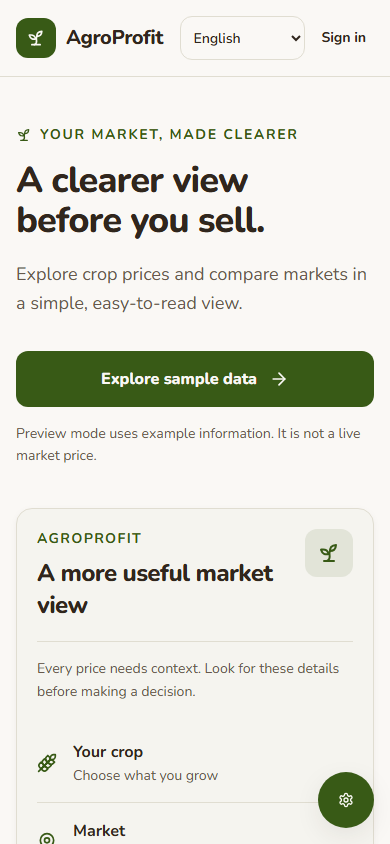 AgroProfit
English
Sign in
YOUR MARKET, MADE CLEARER
A clearer view
before you sell.
Explore crop prices and compare markets in
a simple, easy-to-read view.
Explore sample data
Preview mode uses example information. It is not a live
market price.
AGROPROFIT
A more useful market
view
Every price needs context. Look for these details
before making a decision.
Your crop
Choose what you grow
Market